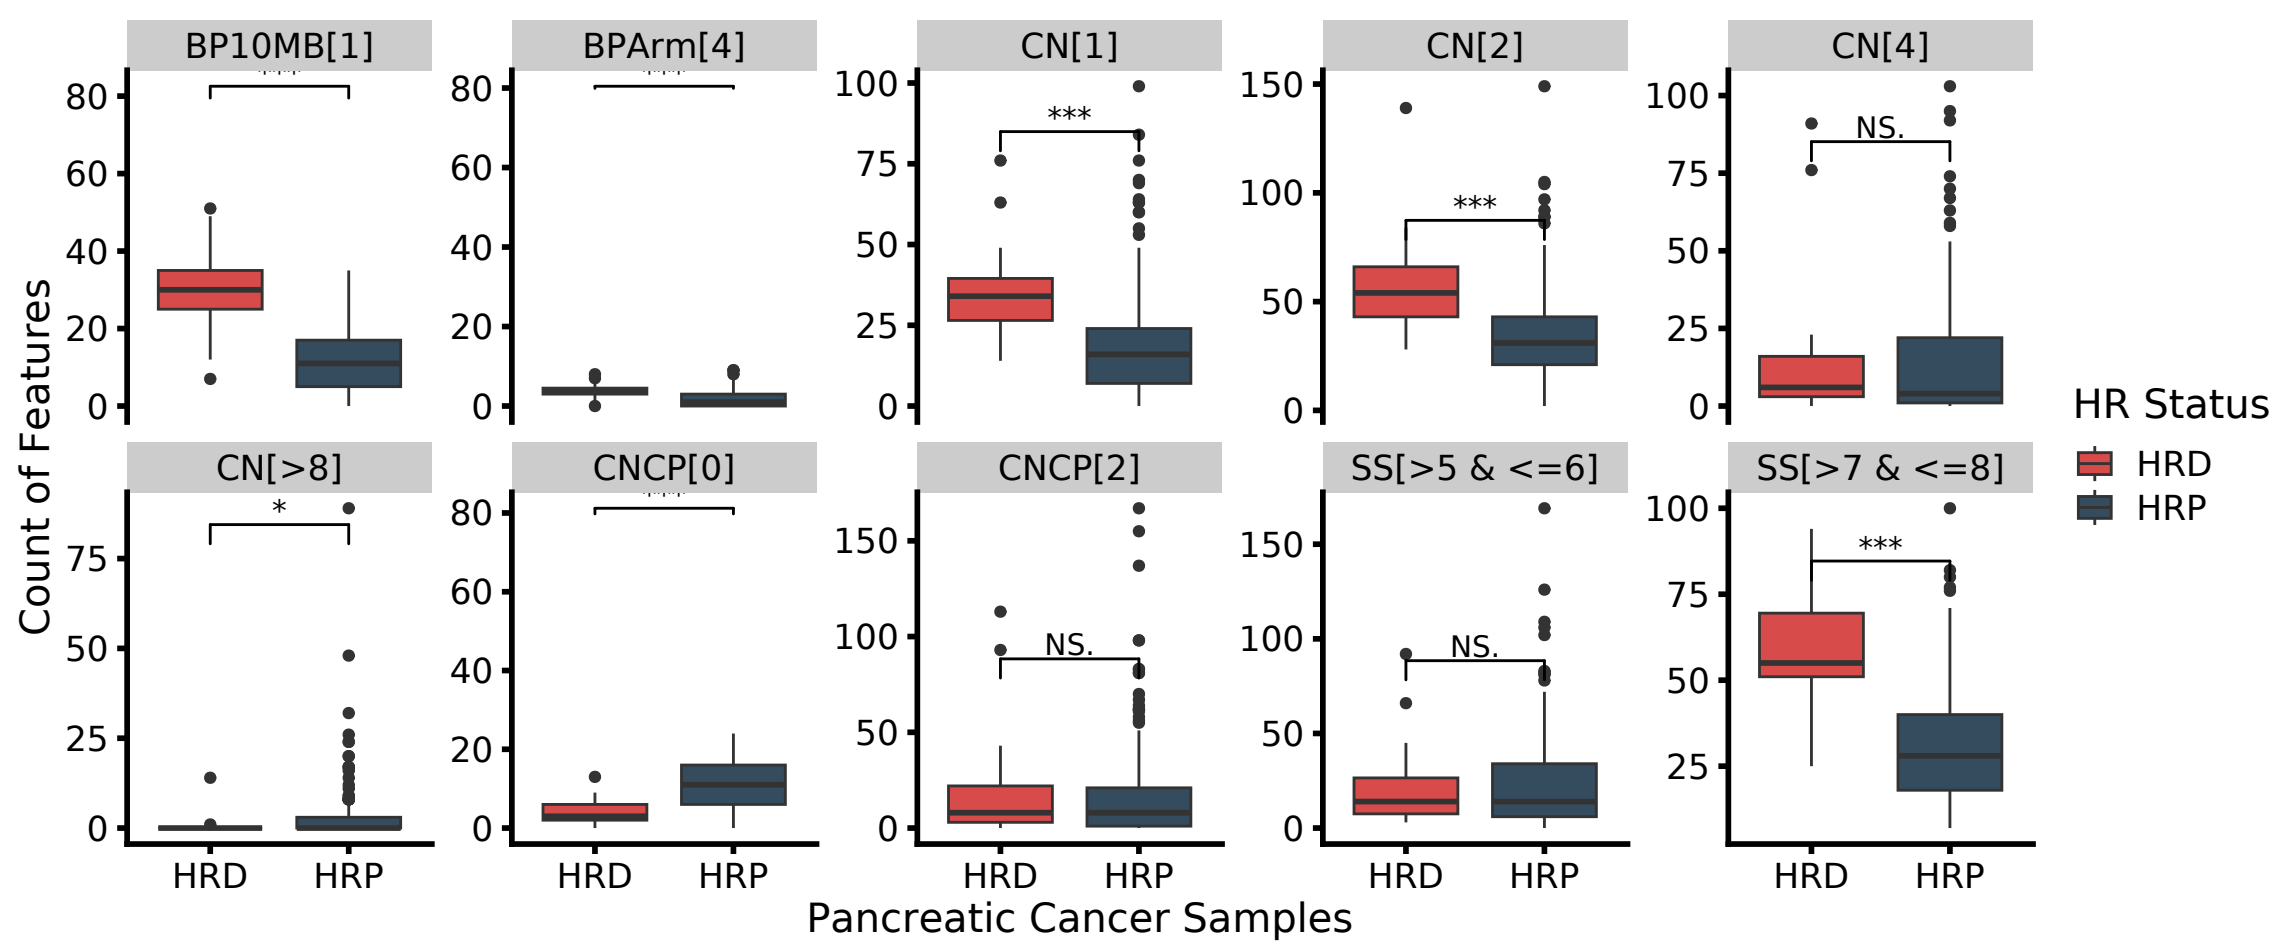 BP10MB[1]
BPArm[4]
CN[1]
CN[2]
CN[4]
80
60
40
20
0
80
60
40
20
0
***
100
75
50
25
0
***
150
100
50
0
NS.
100
75
50
25
0
CN[>8]
CNCP[0]
CNCP[2]
SS[>5 & <=6]
SS[>7 & <=8]
*
75
50
25
0
80
60
40
20
0
NS.
150
100
50
0
NS.
150
100
50
0
***
100
75
50
25
HRD HRP
HRD HRP
HRD HRP
HRD HRP
HRD HRP
Pancreatic Cancer Samples
Count of Features
HR Status
HRD
HRP